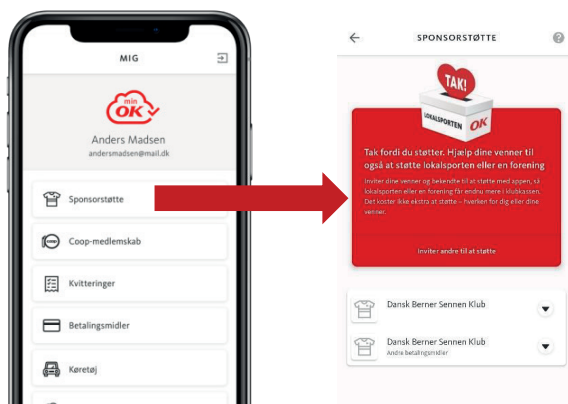 MIG
min
OK
Anders Madsen
andersmadsen@mail.dk
Sponsorstøtte
Coop-medlemskab
Kvitteringer
Betalingsmidler
Køretøj
SPONSORSTØTTE
TAK!
LOKALSPORTEN OK
Tak fordi du støtter. Hjælp dine venner til
også at støtte lokalsporten eller en forening
Inviter dine venner og bekendte til at støtte med appen, så
lokalsporten eller en forening får endnu mere i klubkassen.
Det koster ikke ekstra at støtte – hverken for dig eller dine
venner.
Inviter andre til at støtte
Dansk Berner Sennen Klub
Dansk Berner Sennen Klub
Andre betalingsmidler